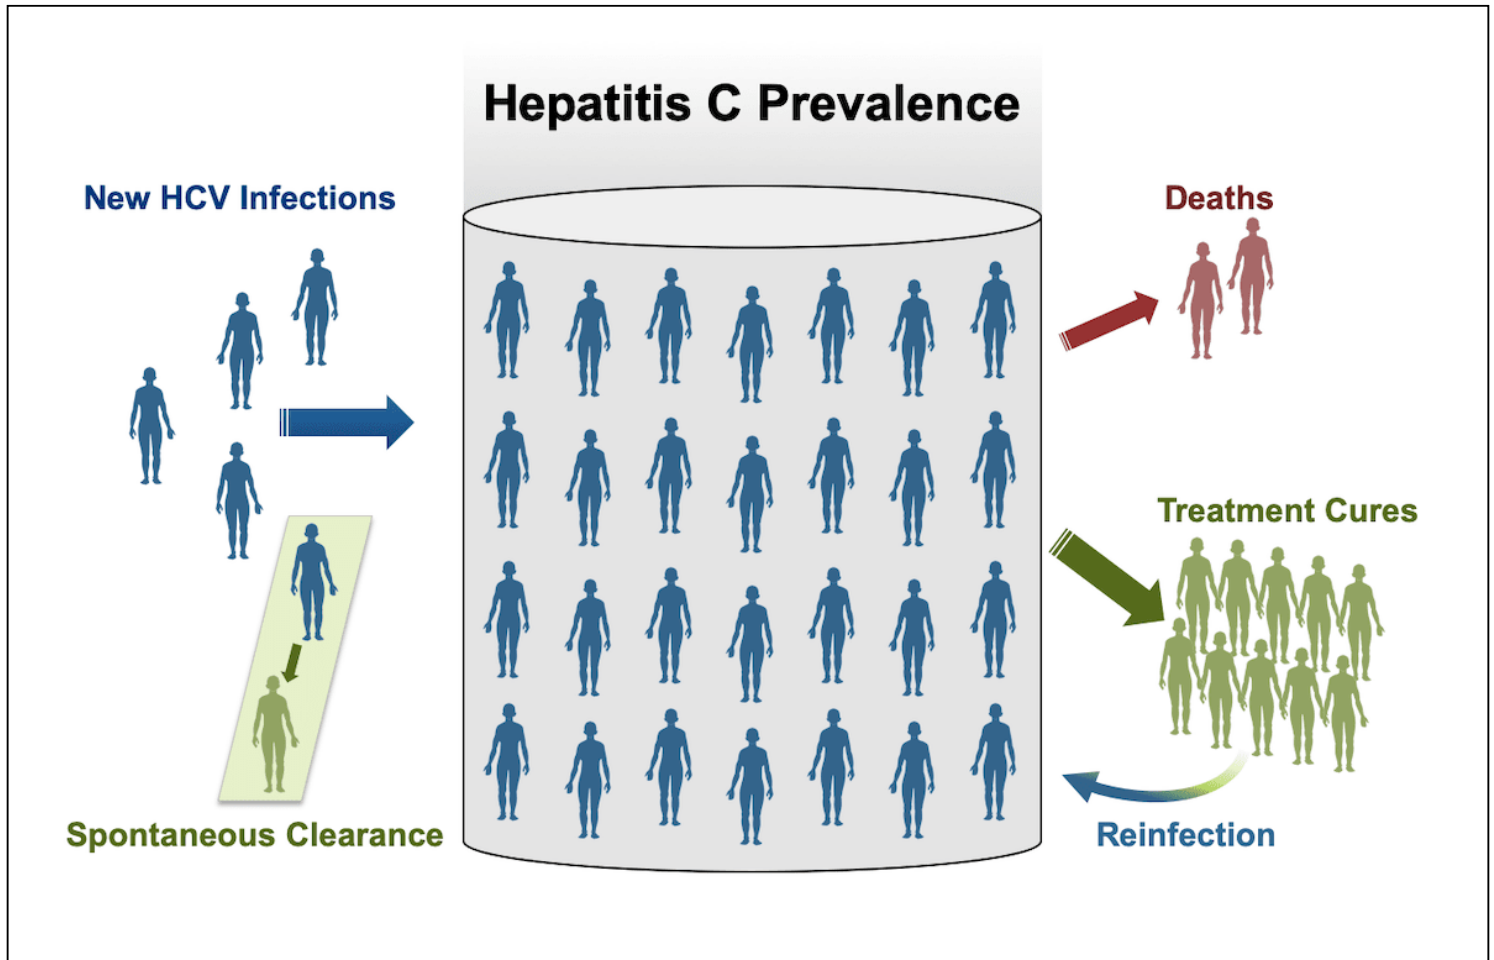 Hepatitis C Prevalence
New HCV Infections
Deaths
Treatment Cures
Spontaneous Clearance
Reinfection